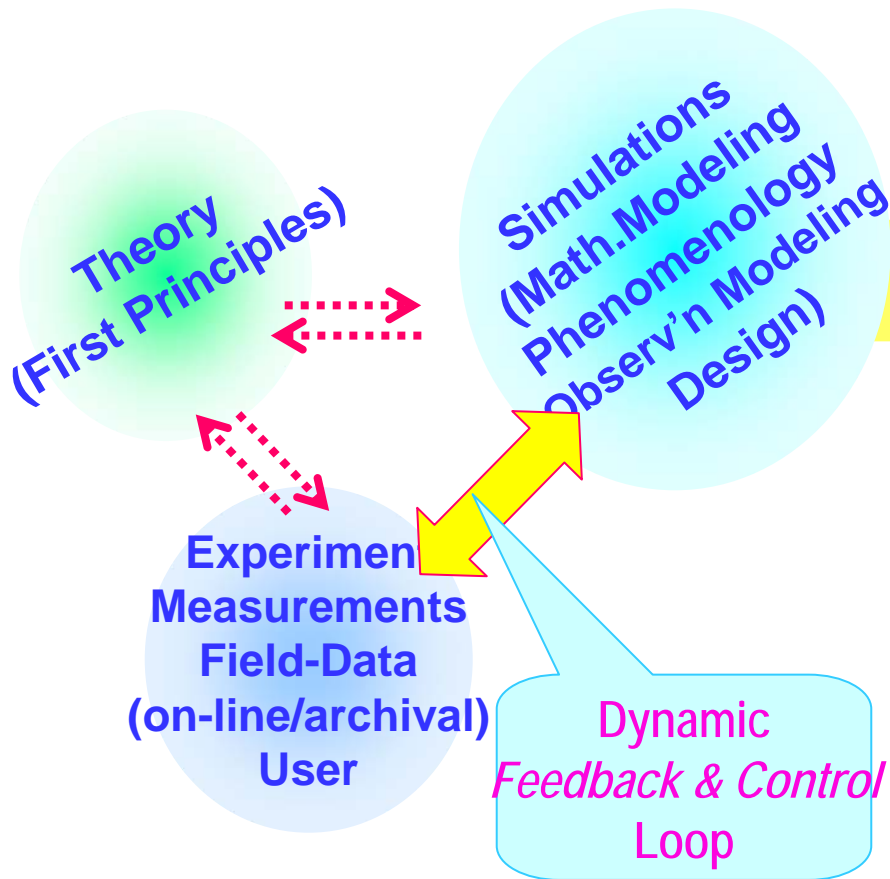 Theory
(First Principles)
Simulations
(Math.Modeling
Phenomenology
Observ'n Modeling
Design)
Experiment
Measurements
Field-Data
(on-line/archival)
User
Dynamic
Feedback & Control
Loop